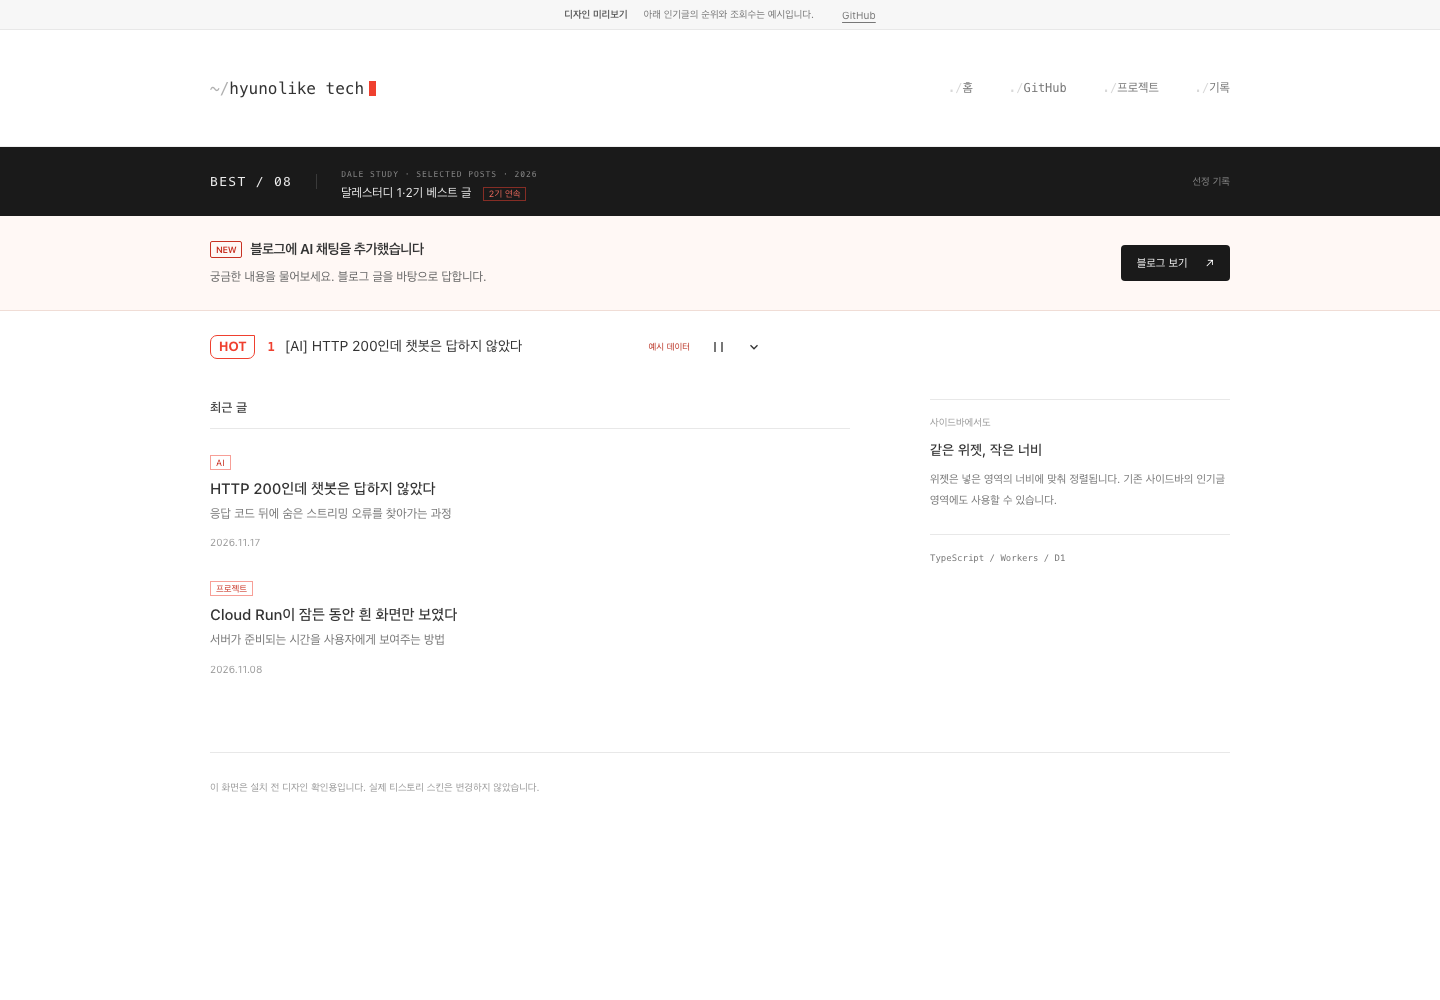 디자인 미리보기 아래 인기글의 순위와 조회수는 예시입니다. GitHub
~/hyunolike tech
./홈 ./GitHub ./프로젝트 ./기록
BEST / 08
DALE STUDY · SELECTED POSTS · 2026
달레스터디 1·2기 베스트 글 2기 연속
선정 기록
NEW 블로그에 AI 채팅을 추가했습니다
궁금한 내용을 물어보세요. 블로그 글을 바탕으로 답합니다.
블로그 보기
HOT 1 [AI] HTTP 200인데 챗봇은 답하지 않았다 예시 데이터
최근 글
AI
HTTP 200인데 챗봇은 답하지 않았다
응답 코드 뒤에 숨은 스트리밍 오류를 찾아가는 과정
2026.11.17
프로젝트
Cloud Run이 잠든 동안 흰 화면만 보였다
서버가 준비되는 시간을 사용자에게 보여주는 방법
2026.11.08
사이드바에서도
같은 위젯, 작은 너비
위젯은 넣은 영역의 너비에 맞춰 정렬됩니다. 기존 사이드바의 인기글
영역에도 사용할 수 있습니다.
TypeScript / Workers / D1
이 화면은 설치 전 디자인 확인용입니다. 실제 티스토리 스킨은 변경하지 않았습니다.